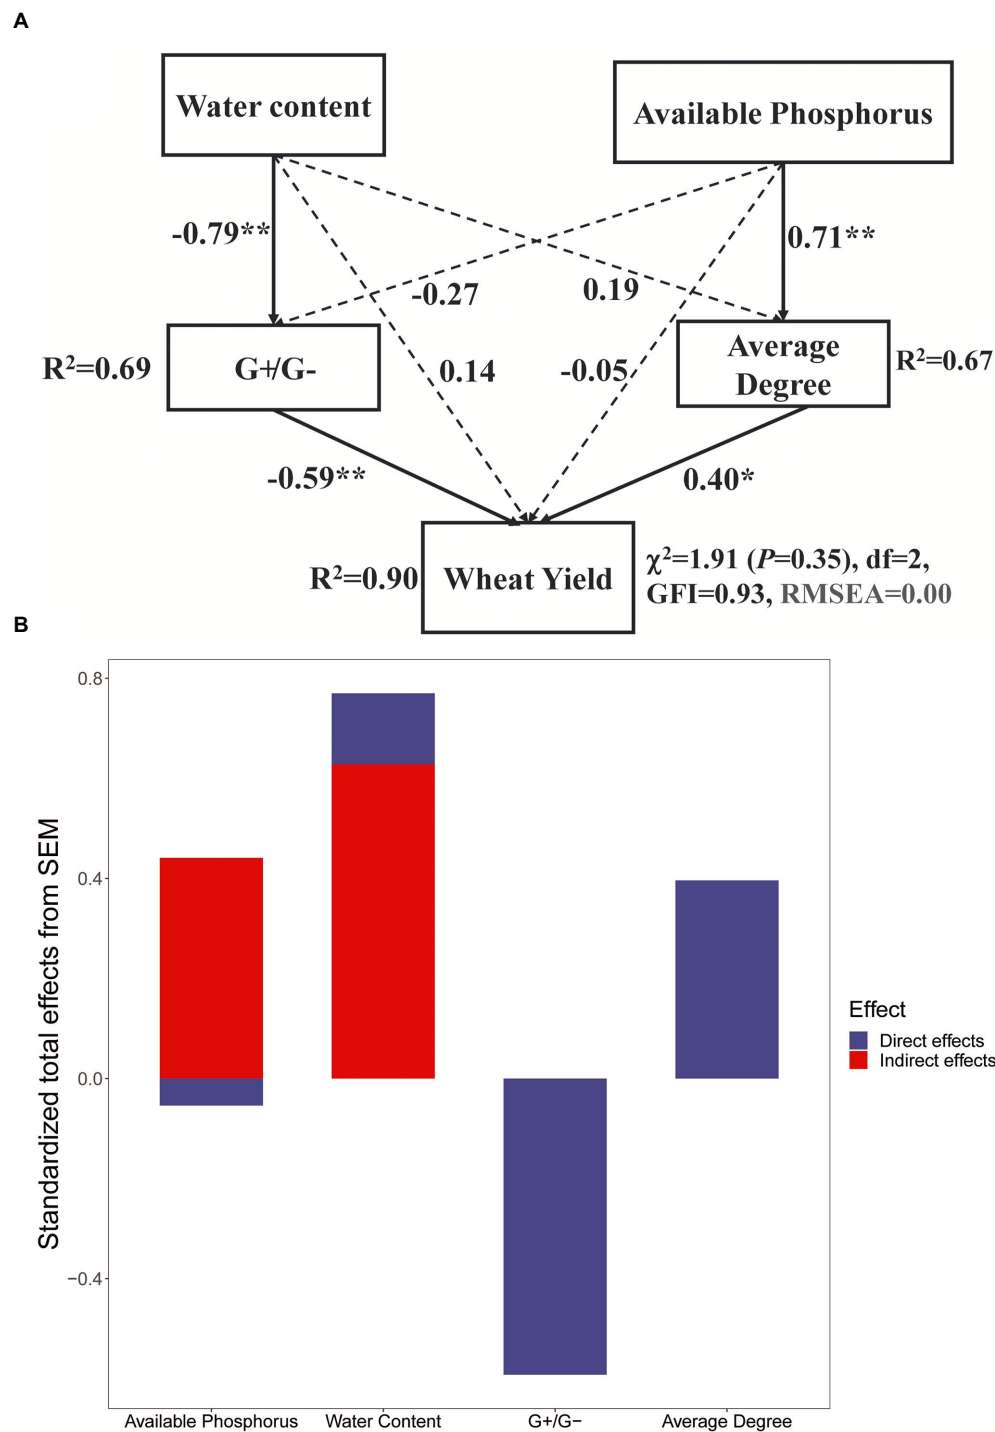 A
Water content
Available Phosphorus
-0.79**
0.71**
-0.27
0.19
R²=0.69
G+/G-
0.14
-0.05
Average
Degree
R²=0.67
-0.59**
0.40*
R²=0.90
Wheat Yield
χ²=1.91 (P=0.35), df=2,
GFI=0.93, RMSEA=0.00
B
Standardized total effects from SEM
0.8
0.4
0.0
−0.4
Available Phosphorus
Water Content
G+/G−
Average Degree
Effect
Direct effects
Indirect effects